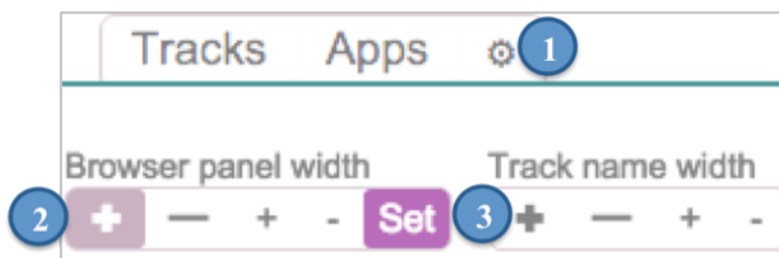 Tracks Apps ⚙ 1
Browser panel width Track name width
2 + — + - Set 3 + — + -